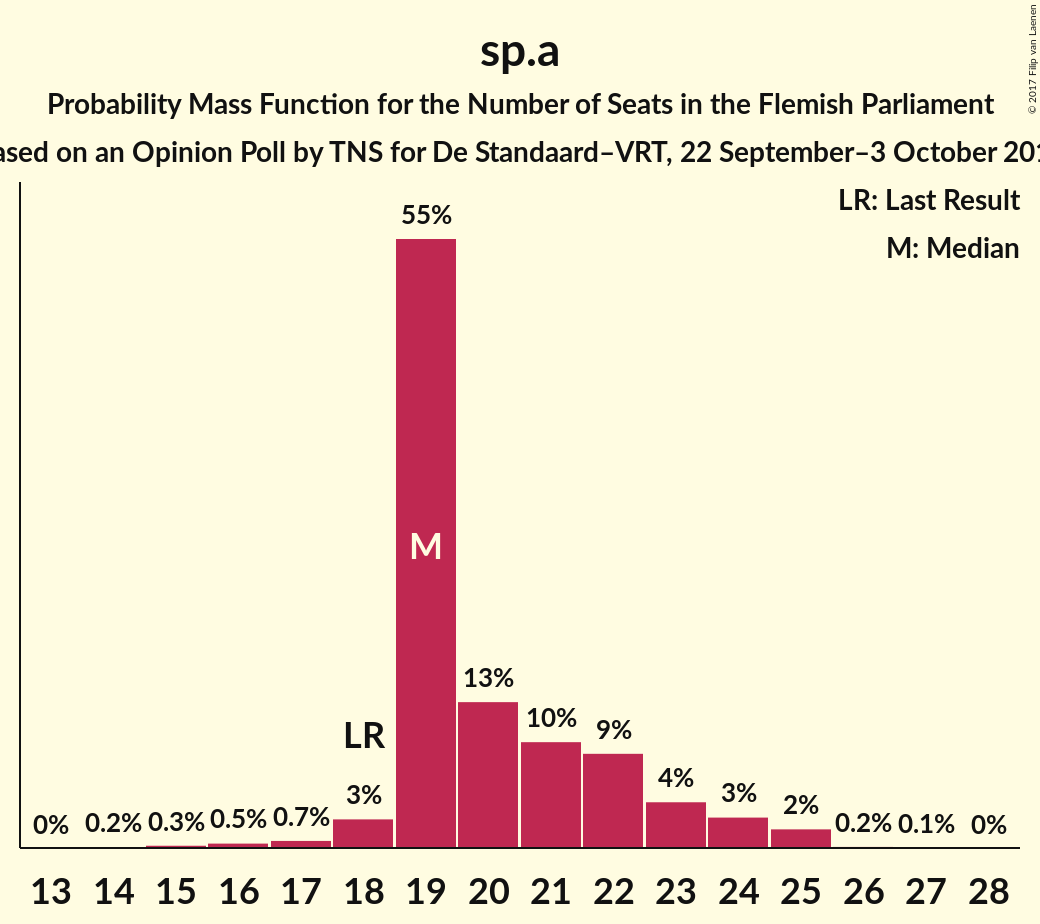 sp.a
Probability Mass Function for the Number of Seats in the Flemish Parliament
on an Opinion Poll by TNS for De Standaard–VRT, 22 September–3 October
© 2017 Filip van Laenen
LR: Last Result
M: Median
55%
M
13%
10%
9%
LR
4%
3%
3%
2%
0% 0.2% 0.3% 0.5% 0.7% 0.2% 0.1% 0%
13 14 15 16 17 18 19 20 21 22 23 24 25 26 27 28